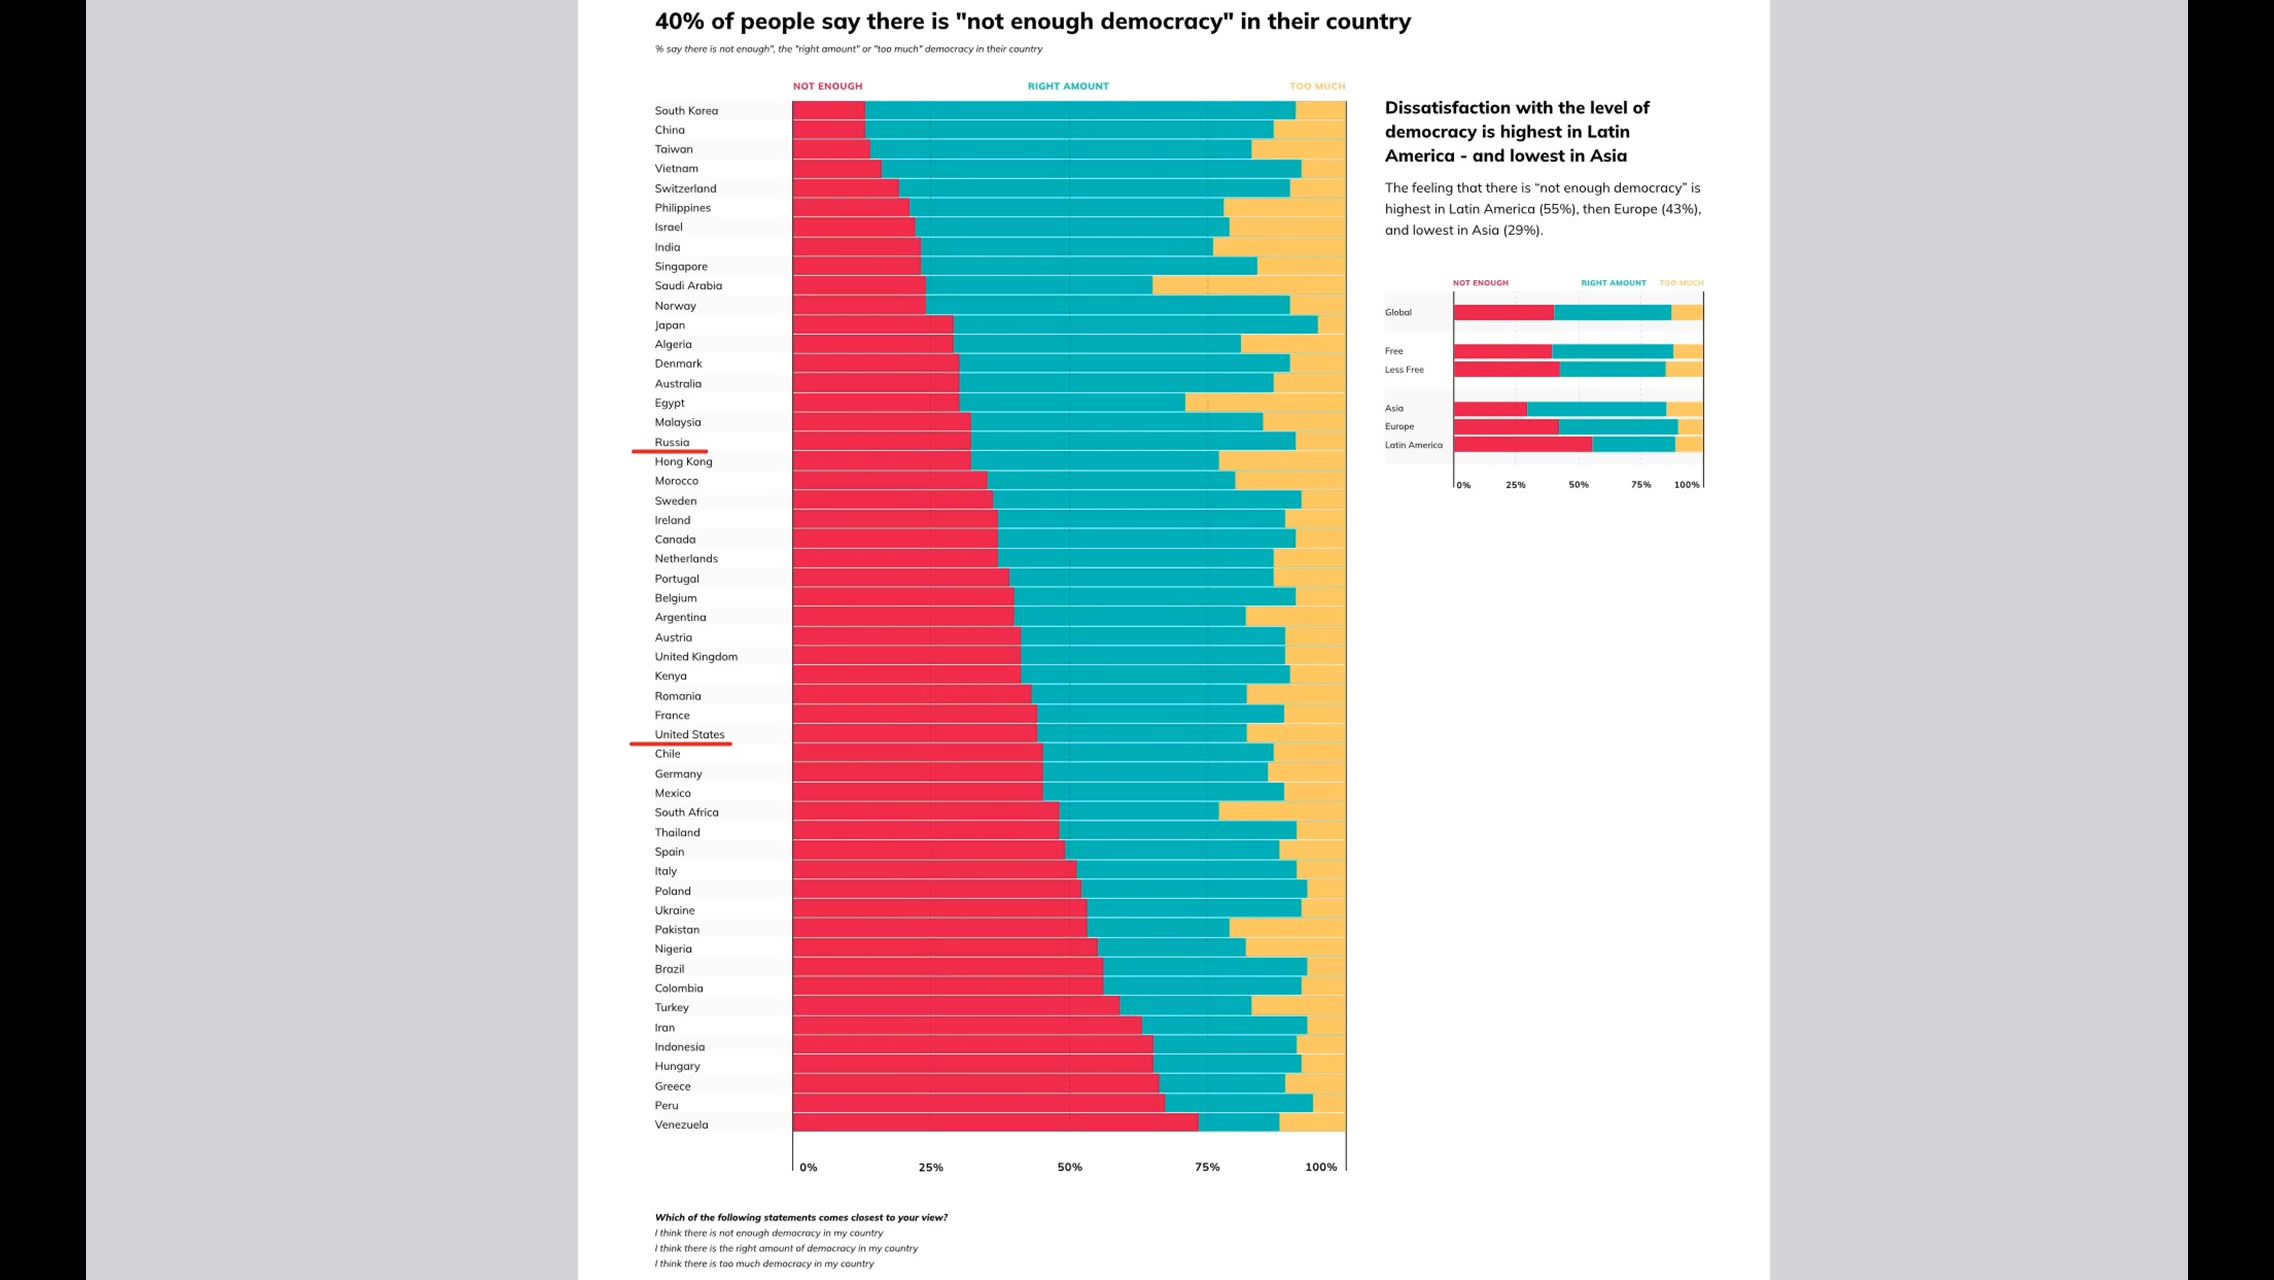 40% of people say there is "not enough democracy" in their country
% say there is not enough", the "right amount" or "too much" democracy in their country
NOT ENOUGH RIGHT AMOUNT TOO MUCH
South Korea
China
Taiwan
Vietnam
Switzerland
Philippines
Israel
India
Singapore
Saudi Arabia
Norway
Japan
Algeria
Denmark
Australia
Egypt
Malaysia
Russia
Hong Kong
Morocco
Sweden
Ireland
Canada
Netherlands
Portugal
Belgium
Argentina
Austria
United Kingdom
Kenya
Romania
France
United States
Chile
Germany
Mexico
South Africa
Thailand
Spain
Italy
Poland
Ukraine
Pakistan
Nigeria
Brazil
Colombia
Turkey
Iran
Indonesia
Hungary
Greece
Peru
Venezuela
0% 25% 50% 75% 100%
Which of the following statements comes closest to your view?
I think there is not enough democracy in my country
I think there is the right amount of democracy in my country
I think there is too much democracy in my country
Dissatisfaction with the level of
democracy is highest in Latin
America - and lowest in Asia
The feeling that there is “not enough democracy” is
highest in Latin America (55%), then Europe (43%),
and lowest in Asia (29%).
NOT ENOUGH RIGHT AMOUNT TOO MUCH
Global
Free
Less Free
Asia
Europe
Latin America
0% 25% 50% 75% 100%